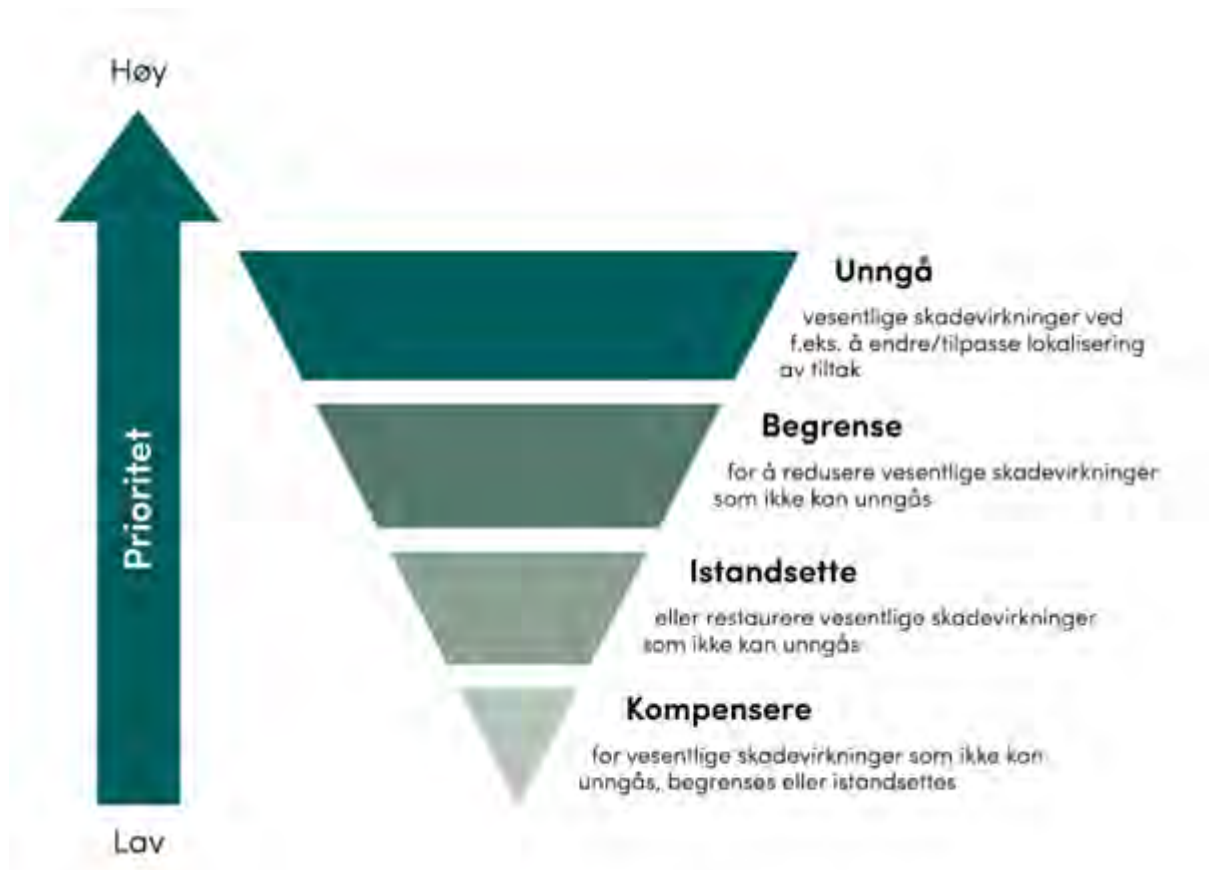 Høy
Prioritet
Lav
Unngå
vesentlige skadevirkninger ved
f.eks. å endre/tilpasse lokalisering
av tiltak
Begrense
for å redusere vesentlige skadevirkninger
som ikke kan unngås
Istandsette
eller restaurere vesentlige skadevirkninger
som ikke kan unngås
Kompensere
for vesentlige skadevirkninger som ikke kan
unngås, begrenses eller istandsettes